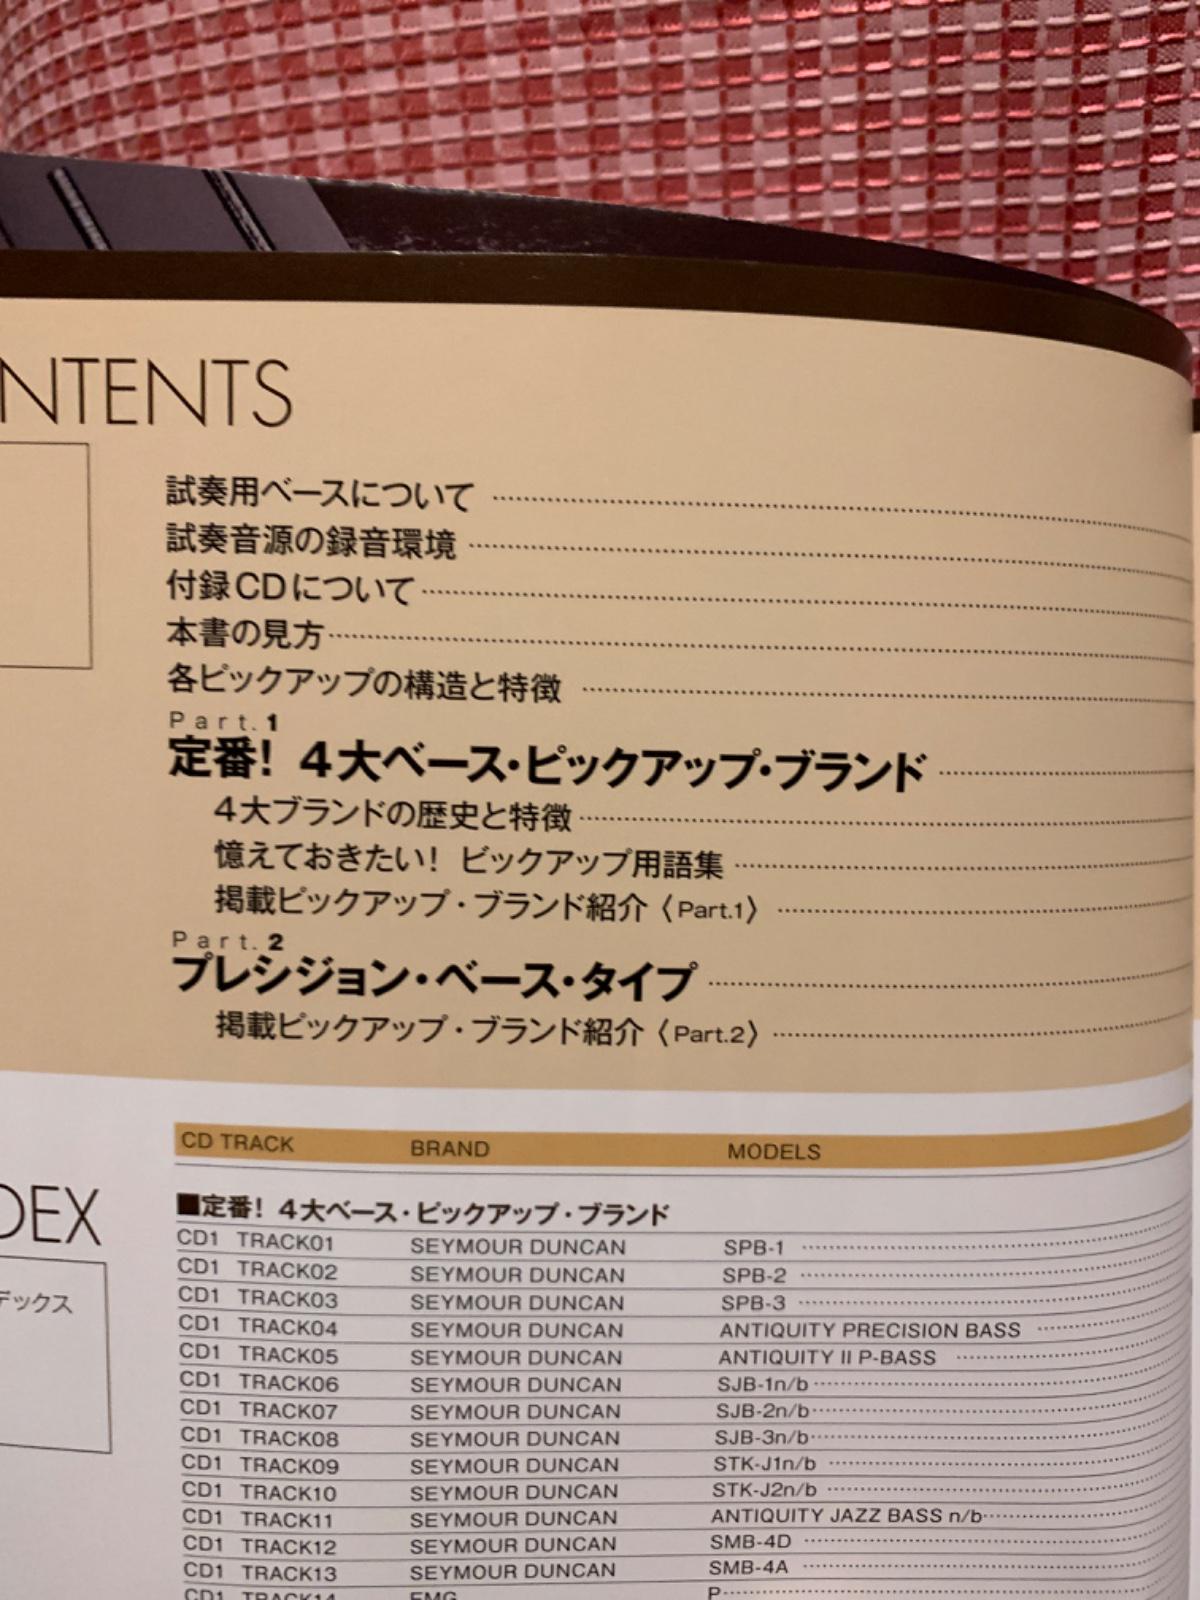 NTENTS
試奏用ベースについて
試奏音源の録音環境
付録CDについて
本書の見方
各ピックアップの構造と特徴
Part.1
定番! 4大ベース・ピックアップ・ブランド
4大ブランドの歴史と特徴
憶えておきたい! ピックアップ用語集
掲載ピックアップ・ブランド紹介〈Part.1〉
Part.2
プレシジョン・ベース・タイプ
掲載ピックアップ・ブランド紹介〈Part.2〉
CD TRACK BRAND MODELS
DEX
デックス
■定番! 4大ベース・ピックアップ・ブランド
CD1 TRACK01 SEYMOUR DUNCAN SPB-1
CD1 TRACK02 SEYMOUR DUNCAN SPB-2
CD1 TRACK03 SEYMOUR DUNCAN SPB-3
CD1 TRACK04 SEYMOUR DUNCAN ANTIQUITY PRECISION BASS
CD1 TRACK05 SEYMOUR DUNCAN ANTIQUITY II P-BASS
CD1 TRACK06 SEYMOUR DUNCAN SJB-1n/b
CD1 TRACK07 SEYMOUR DUNCAN SJB-2n/b
CD1 TRACK08 SEYMOUR DUNCAN SJB-3n/b
CD1 TRACK09 SEYMOUR DUNCAN STK-J1n/b
CD1 TRACK10 SEYMOUR DUNCAN STK-J2n/b
CD1 TRACK11 SEYMOUR DUNCAN ANTIQUITY JAZZ BASS n/b
CD1 TRACK12 SEYMOUR DUNCAN SMB-4D
CD1 TRACK13 SEYMOUR DUNCAN SMB-4A
CD1 TRACK14 EMG P